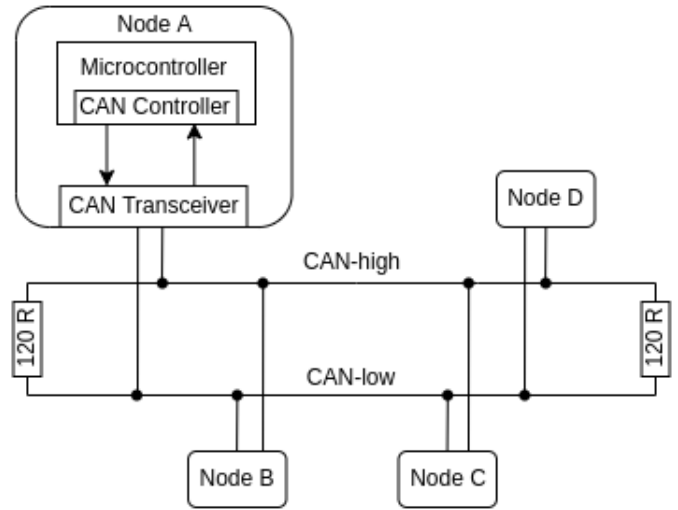 Node A
Microcontroller
CAN Controller
CAN Transceiver
Node D
CAN-high
120 R
120 R
CAN-low
Node B
Node C